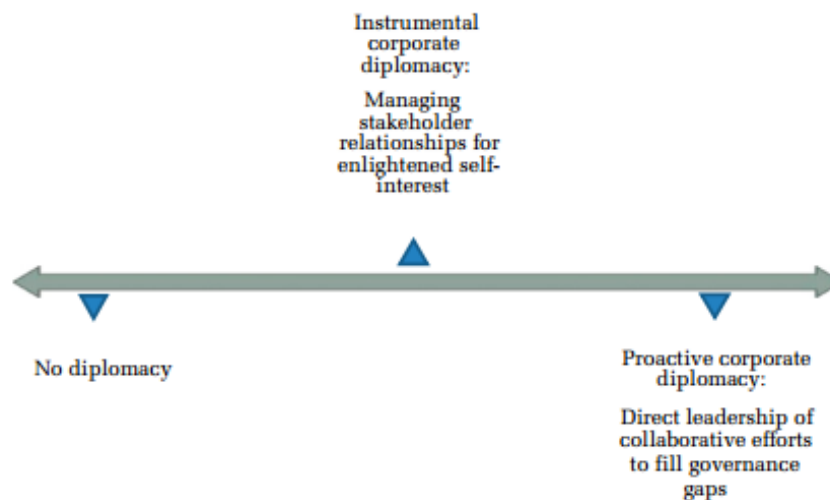 Instrumental
corporate
diplomacy:
Managing
stakeholder
relationships for
enlightened self-
interest
No diplomacy
Proactive corporate
diplomacy:
Direct leadership of
collaborative efforts
to fill governance
gaps